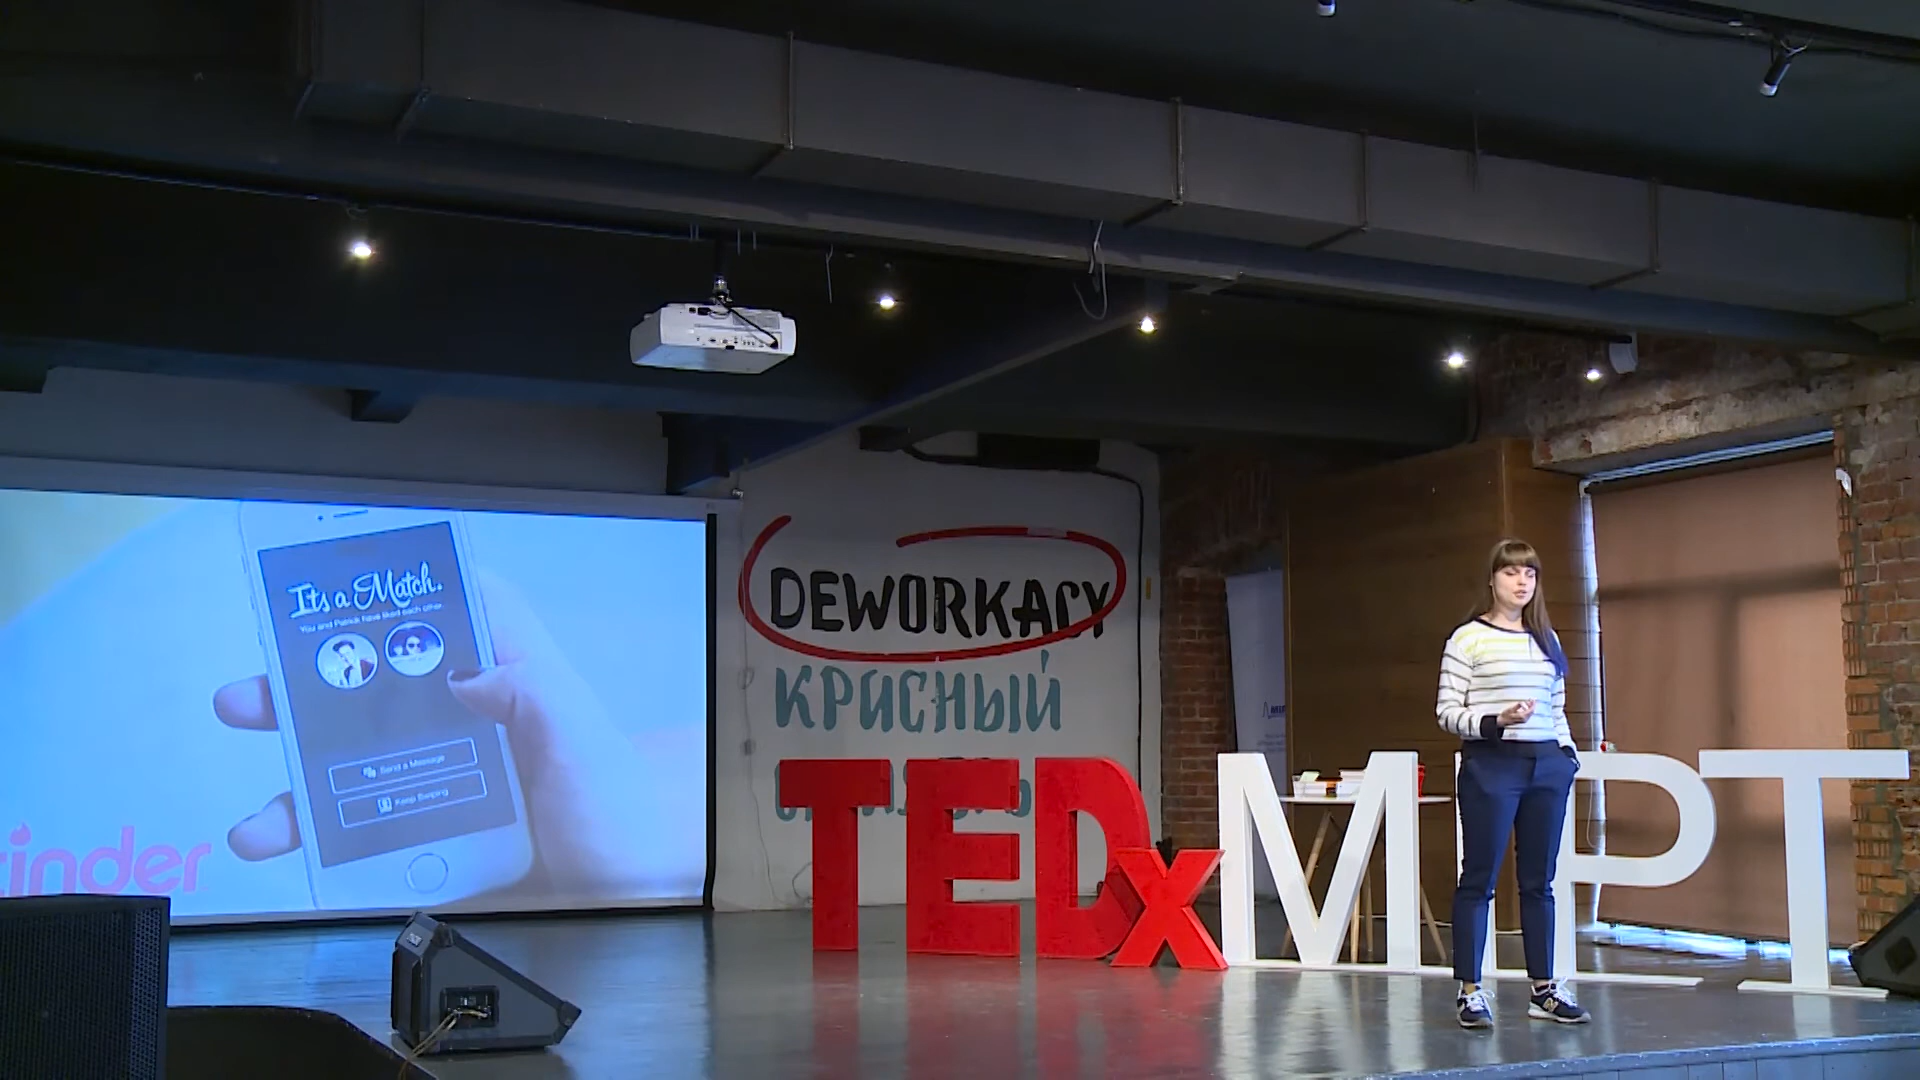 It's a Match.
You and Patrick have liked each other.
Send a Message
Keep Swiping
tinder
DEWORKACY
КРАСНЫЙ
TEDx MIPT